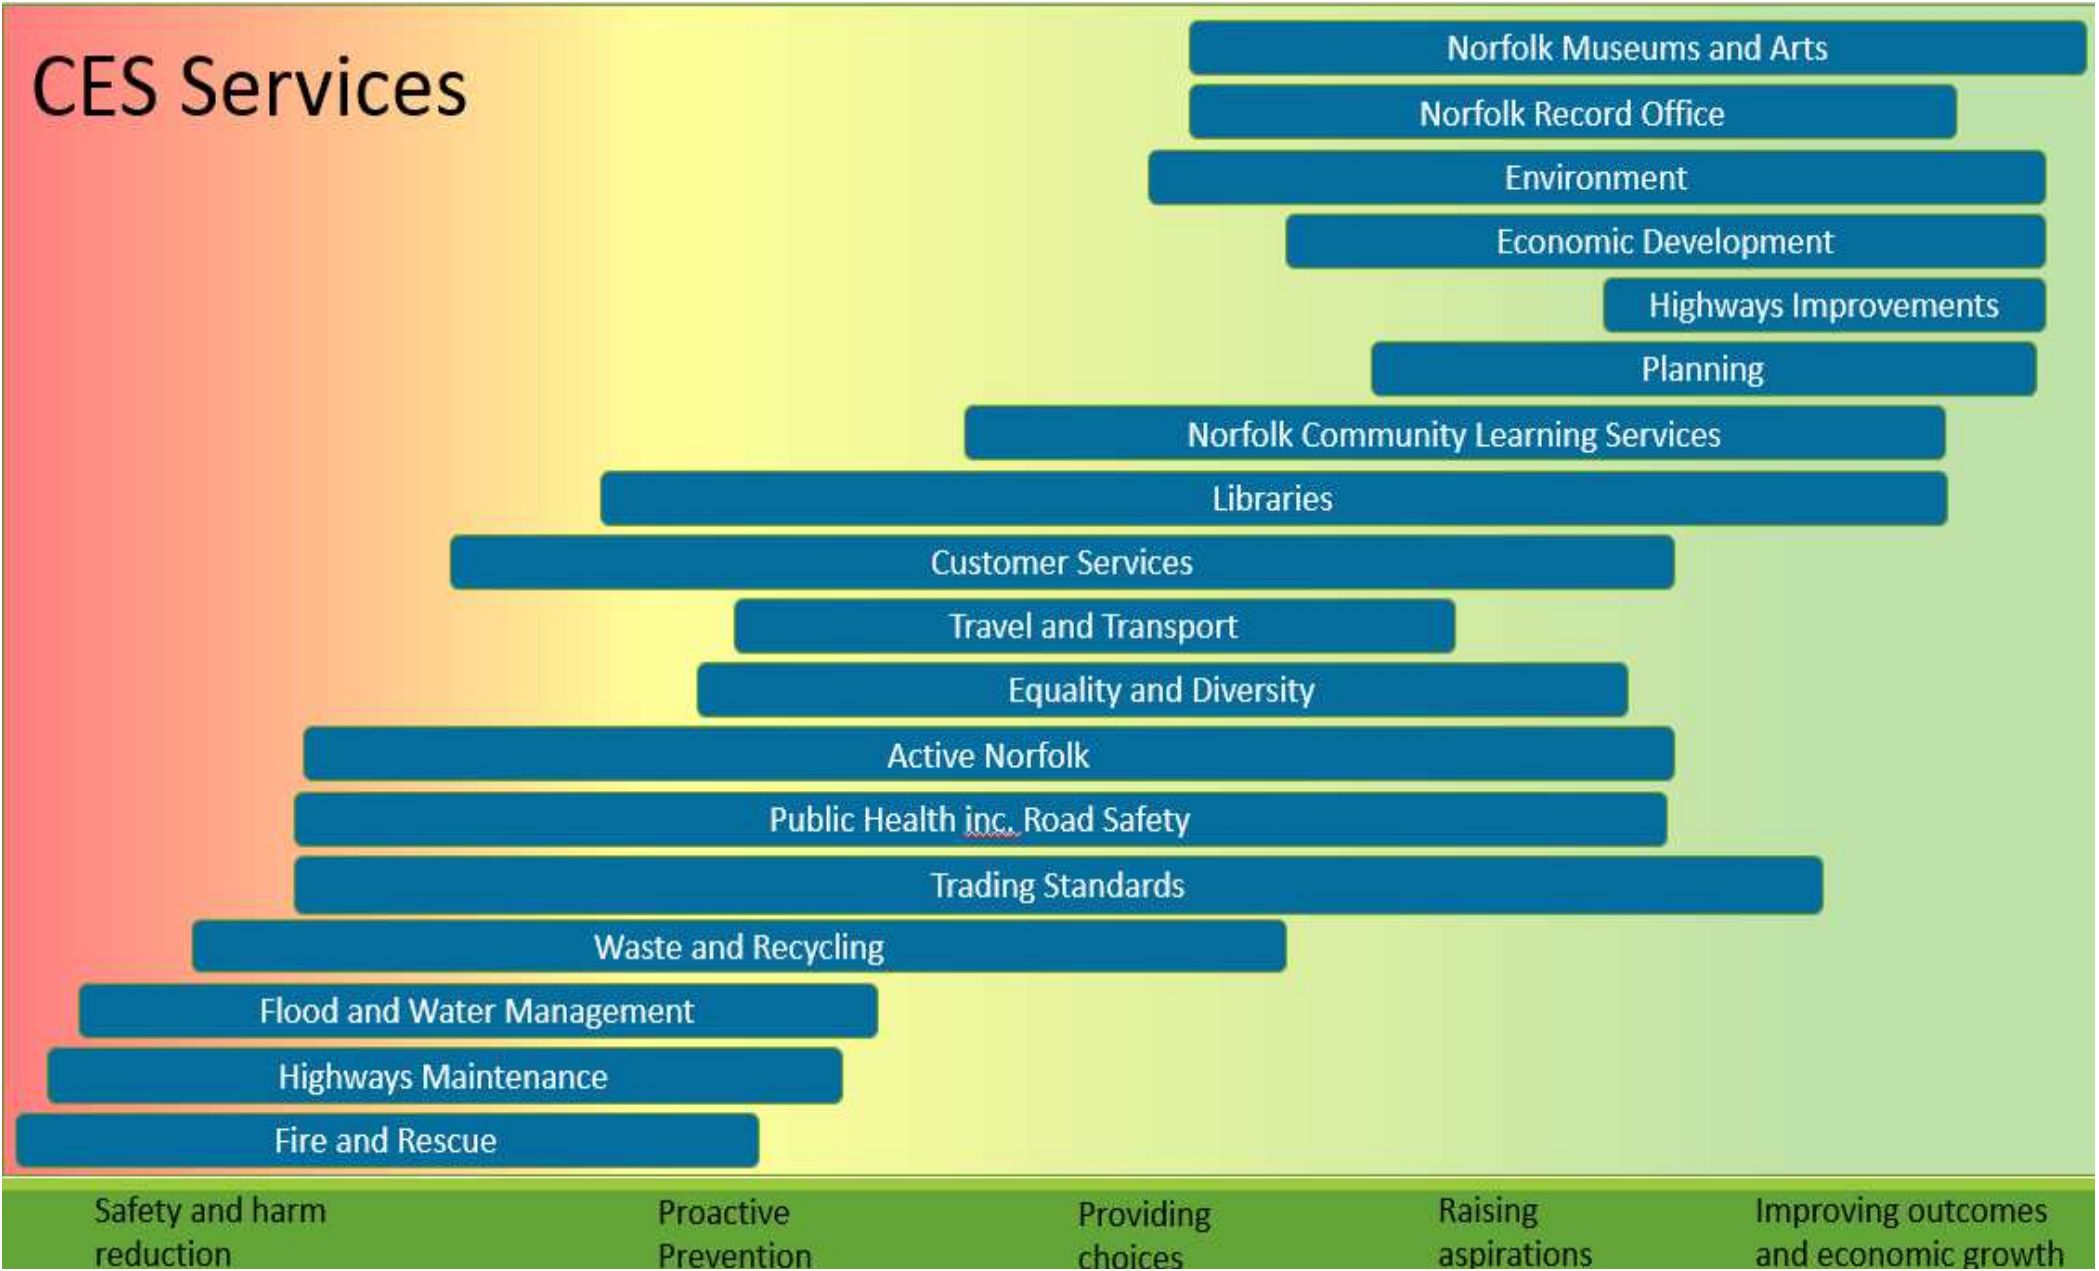 CES Services
Norfolk Museums and Arts
Norfolk Record Office
Environment
Economic Development
Highways Improvements
Planning
Norfolk Community Learning Services
Libraries
Customer Services
Travel and Transport
Equality and Diversity
Active Norfolk
Public Health inc. Road Safety
Trading Standards
Waste and Recycling
Flood and Water Management
Highways Maintenance
Fire and Rescue
Safety and harm
reduction
Proactive
Prevention
Providing
choices
Raising
aspirations
Improving outcomes
and economic growth